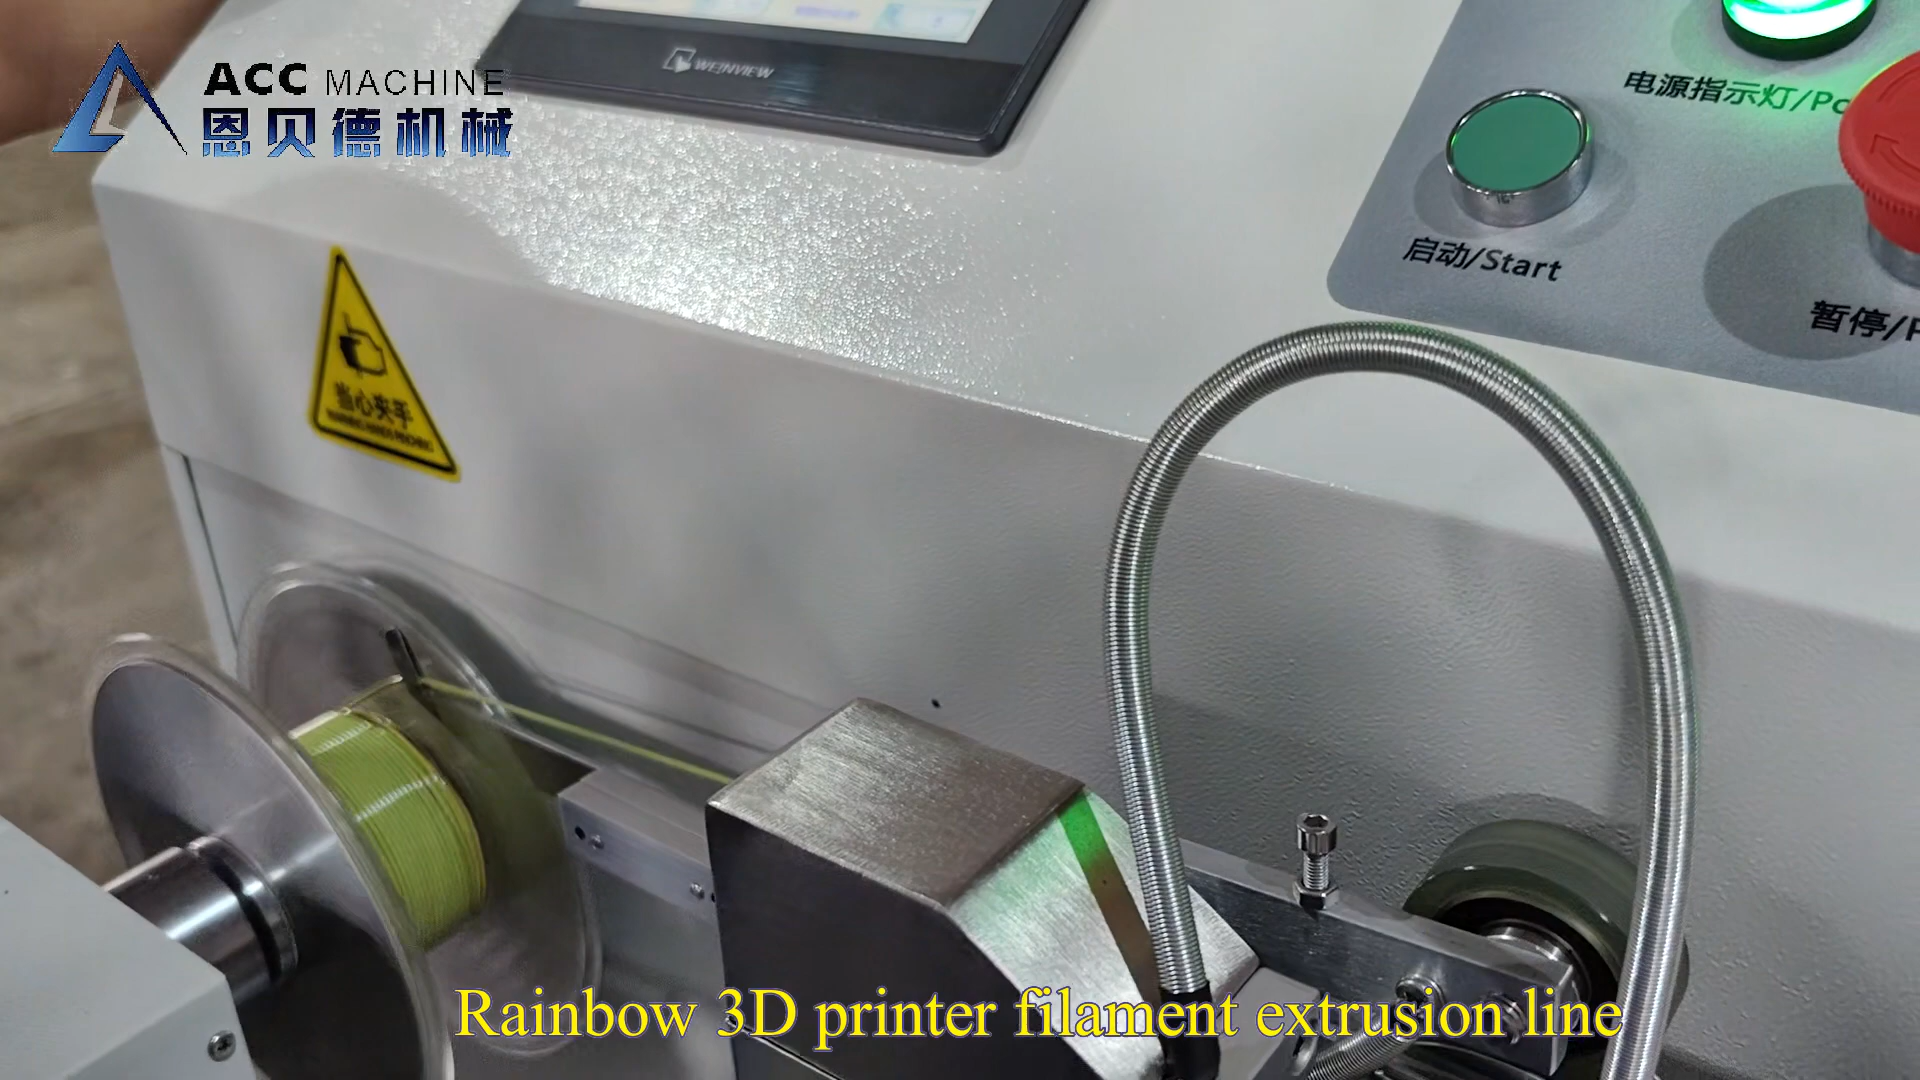 ACC MACHINE
恩贝德机械
WEINVIEW
电源指示灯/Po
启动/Start
暂停/P
当心夹手
Rainbow 3D printer filament extrusion line